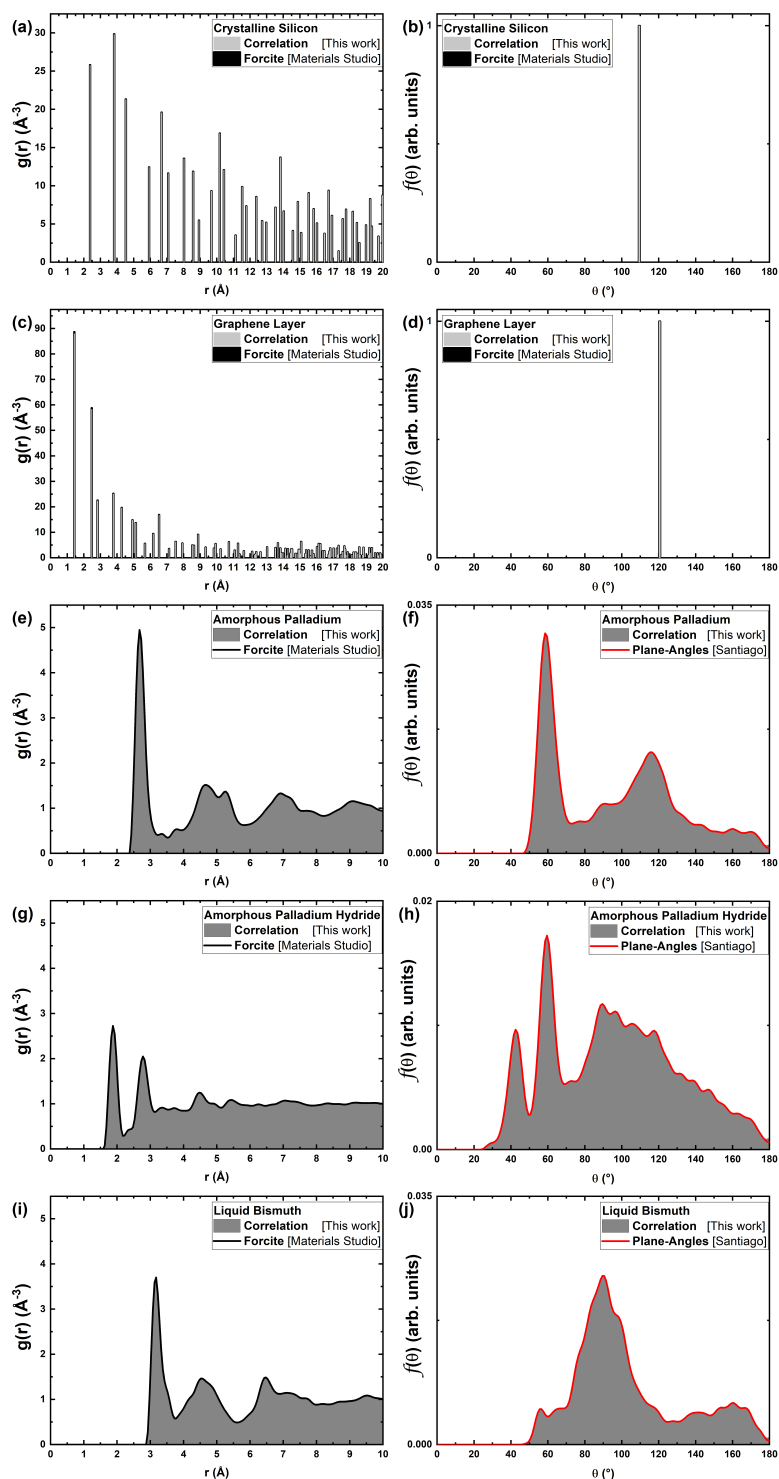 (a)
Crystalline Silicon
Correlation [This work]
Forcite [Materials Studio]
30
25
20
15
10
5
0
g(r) (Å-3)
0 1 2 3 4 5 6 7 8 9 10 11 12 13 14 15 16 17 18 19 20
r (Å)
(b)
Crystalline Silicon
Correlation [This work]
Forcite [Materials Studio]
1
0
f(θ) (arb. units)
0 20 40 60 80 100 120 140 160 180
θ (°)
(c)
Graphene Layer
Correlation [This work]
Forcite [Materials Studio]
90
80
70
60
50
40
30
20
10
0
g(r) (Å-3)
0 1 2 3 4 5 6 7 8 9 10 11 12 13 14 15 16 17 18 19 20
r (Å)
(d)
Graphene Layer
Correlation [This work]
Forcite [Materials Studio]
1
0
f(θ) (arb. units)
0 20 40 60 80 100 120 140 160 180
θ (°)
(e)
Amorphous Palladium
Correlation [This work]
Forcite [Materials Studio]
5
4
3
2
1
0
g(r) (Å-3)
0 1 2 3 4 5 6 7 8 9 10
r (Å)
(f)
Amorphous Palladium
Correlation [This work]
Plane-Angles [Santiago]
0.035
0.000
f(θ) (arb. units)
0 20 40 60 80 100 120 140 160 180
θ (°)
(g)
Amorphous Palladium Hydride
Correlation [This work]
Forcite [Materials Studio]
5
4
3
2
1
0
g(r) (Å-3)
0 1 2 3 4 5 6 7 8 9 10
r (Å)
(h)
Amorphous Palladium Hydride
Correlation [This work]
Plane-Angles [Santiago]
0.02
0.00
f(θ) (arb. units)
0 20 40 60 80 100 120 140 160 180
θ (°)
(i)
Liquid Bismuth
Correlation [This work]
Forcite [Materials Studio]
5
4
3
2
1
0
g(r) (Å-3)
0 1 2 3 4 5 6 7 8 9 10
r (Å)
(j)
Liquid Bismuth
Correlation [This work]
Plane-Angles [Santiago]
0.035
0.000
f(θ) (arb. units)
0 20 40 60 80 100 120 140 160 180
θ (°)